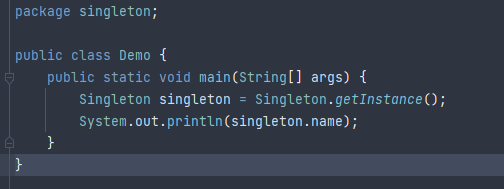 package singleton;
public class Demo {
public static void main(String[] args) {
Singleton singleton = Singleton.getInstance();
System.out.println(singleton.name);
}
}